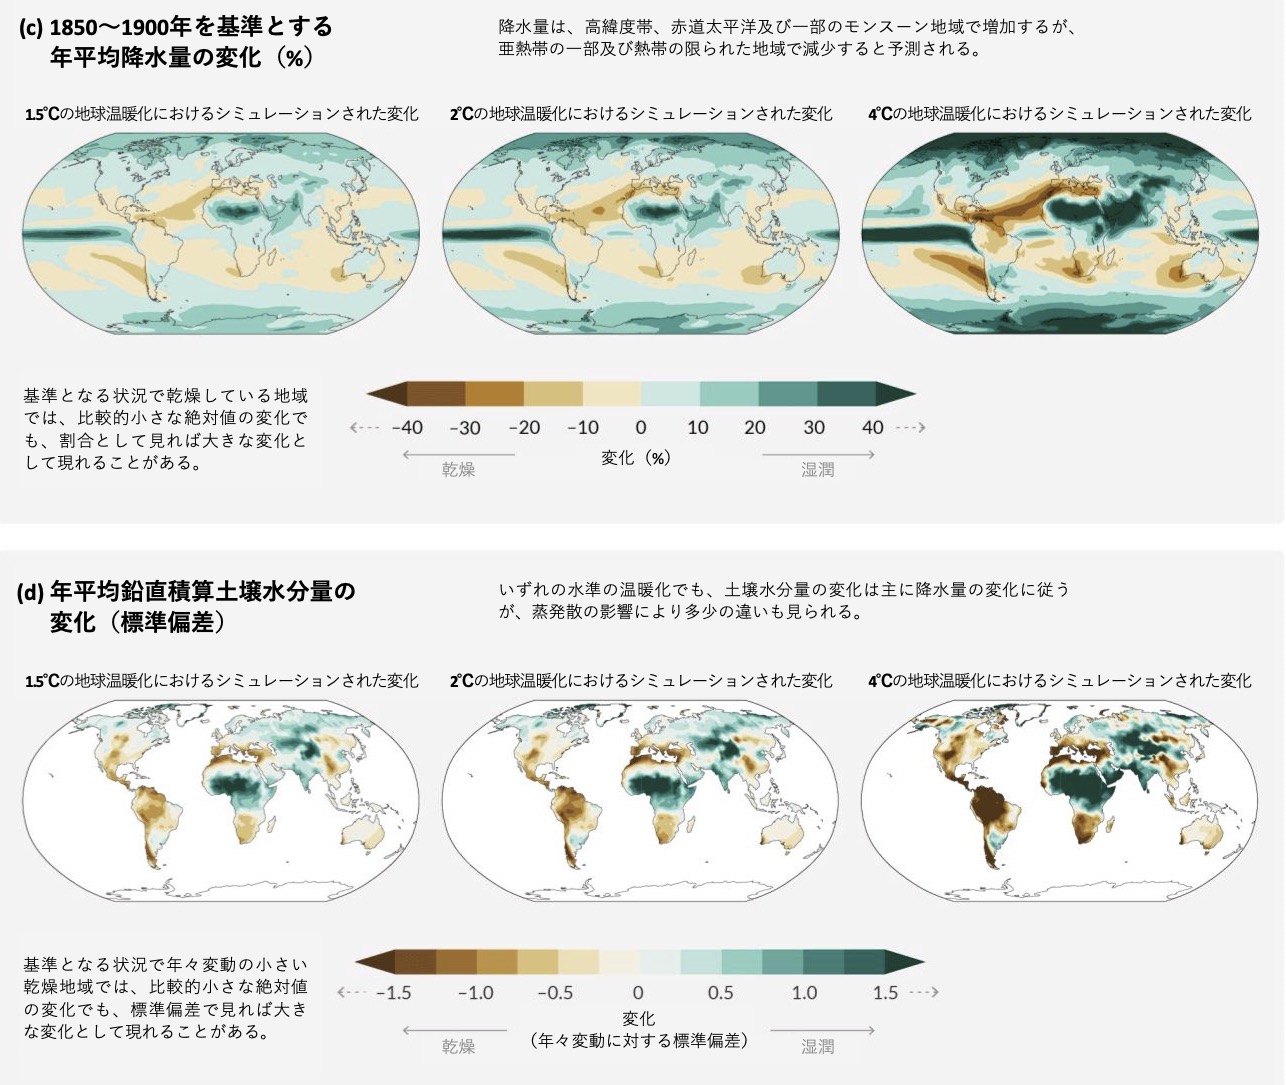 (c) 1850～1900年を基準とする
年平均降水量の変化（%）
降水量は、高緯度帯、赤道太平洋及び一部のモンスーン地域で増加するが、
亜熱帯の一部及び熱帯の限られた地域で減少すると予測される。
1.5℃の地球温暖化におけるシミュレーションされた変化
2℃の地球温暖化におけるシミュレーションされた変化
4℃の地球温暖化におけるシミュレーションされた変化
基準となる状況で乾燥している地域
では、比較的小さな絶対値の変化で
も、割合として見れば大きな変化と
して現れることがある。
−40 −30 −20 −10 0 10 20 30 40
変化（%）
乾燥
湿潤
(d) 年平均鉛直積算土壌水分量の
変化（標準偏差）
いずれの水準の温暖化でも、土壌水分量の変化は主に降水量の変化に従う
が、蒸発散の影響により多少の違いも見られる。
1.5℃の地球温暖化におけるシミュレーションされた変化
2℃の地球温暖化におけるシミュレーションされた変化
4℃の地球温暖化におけるシミュレーションされた変化
基準となる状況で年々変動の小さい
乾燥地域では、比較的小さな絶対値
の変化でも、標準偏差で見れば大き
な変化として現れることがある。
−1.5 −1.0 −0.5 0 0.5 1.0 1.5
変化
（年々変動に対する標準偏差）
乾燥
湿潤